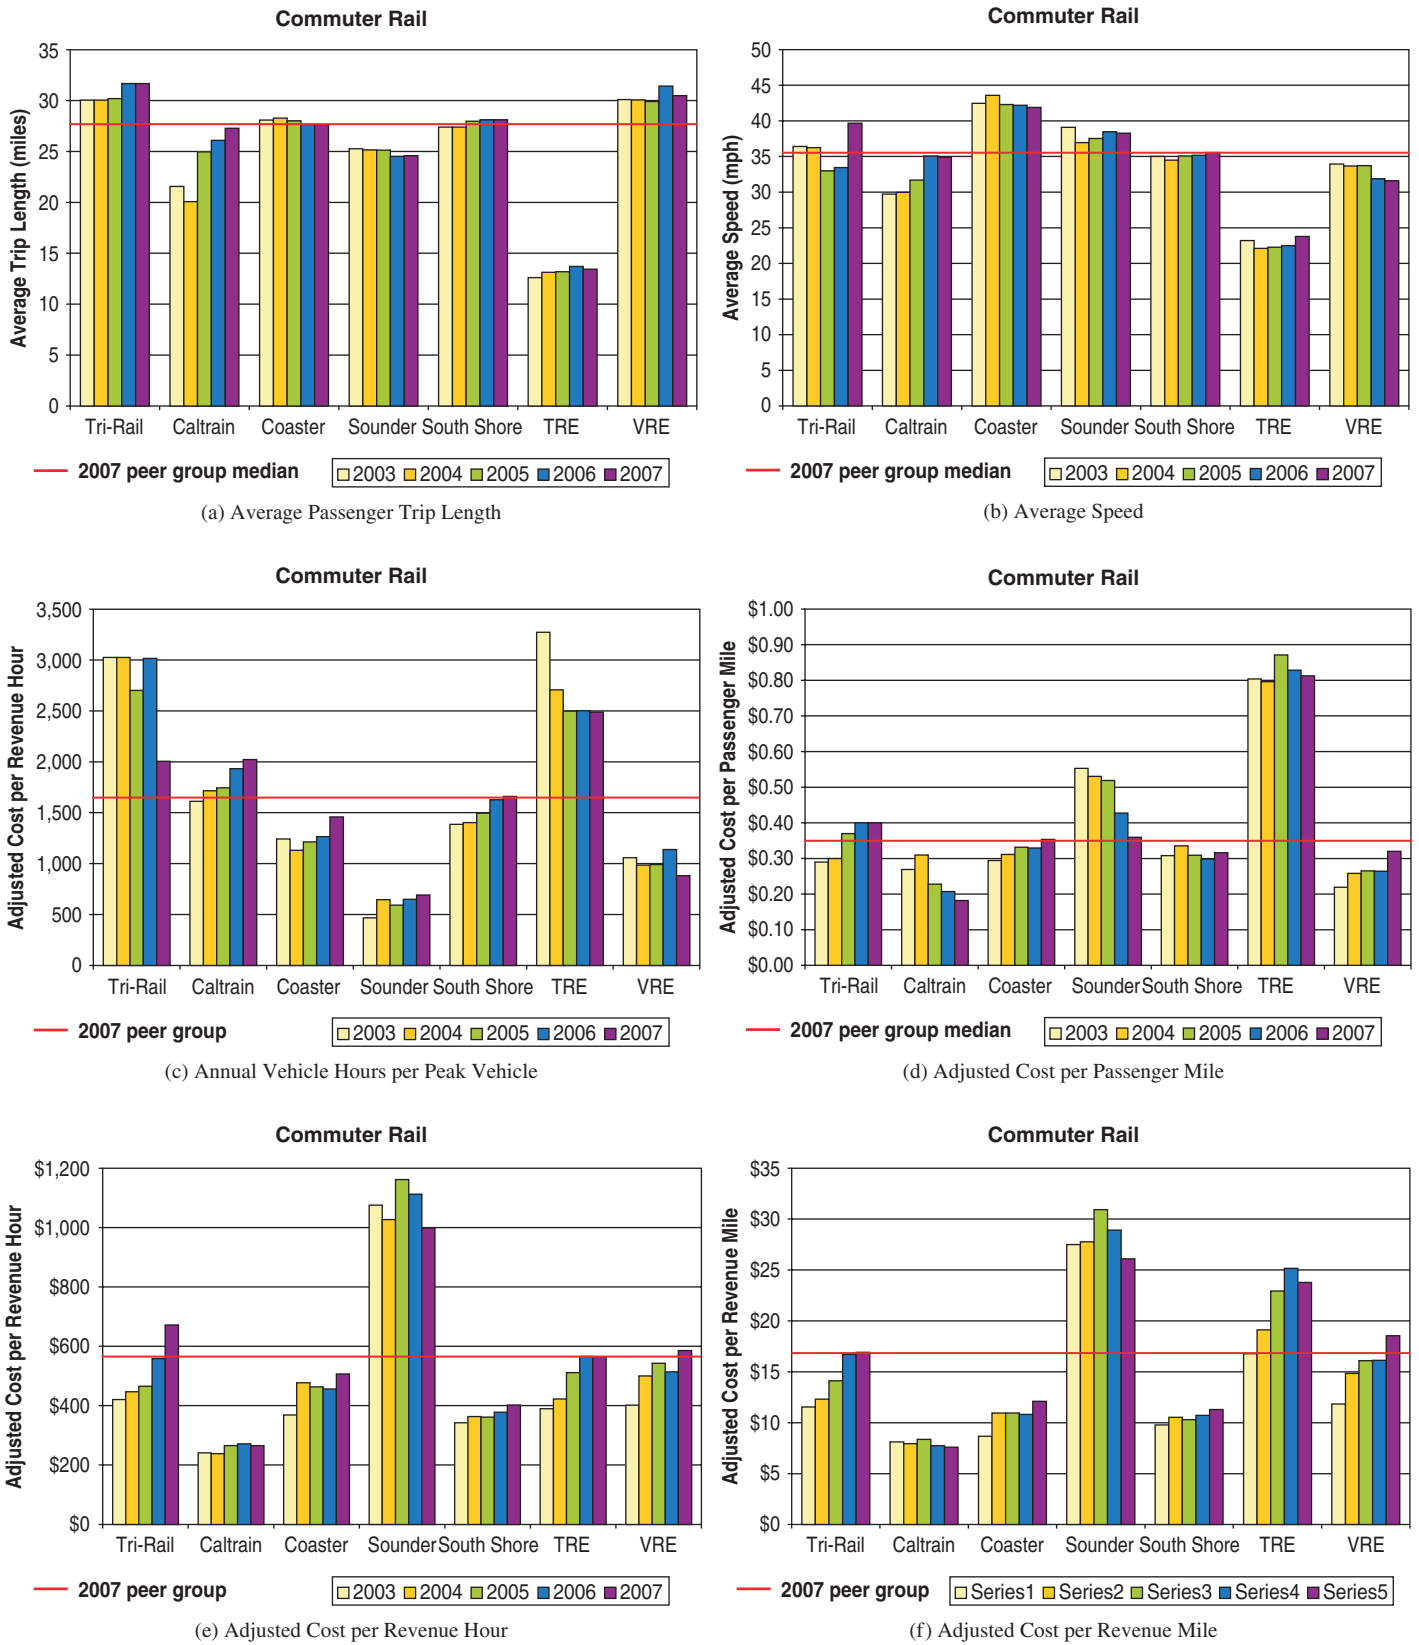 Commuter Rail
Average Trip Length (miles)
35
30
25
20
15
10
5
0
Tri-Rail Caltrain Coaster Sounder South Shore TRE VRE
2007 peer group median 2003 2004 2005 2006 2007
(a) Average Passenger Trip Length
Commuter Rail
Average Speed (mph)
50
45
40
35
30
25
20
15
10
5
0
Tri-Rail Caltrain Coaster Sounder South Shore TRE VRE
2007 peer group median 2003 2004 2005 2006 2007
(b) Average Speed
Commuter Rail
Adjusted Cost per Revenue Hour
3,500
3,000
2,500
2,000
1,500
1,000
500
0
Tri-Rail Caltrain Coaster Sounder South Shore TRE VRE
2007 peer group 2003 2004 2005 2006 2007
(c) Annual Vehicle Hours per Peak Vehicle
Commuter Rail
Adjusted Cost per Passenger Mile
$1.00
$0.90
$0.80
$0.70
$0.60
$0.50
$0.40
$0.30
$0.20
$0.10
$0.00
Tri-Rail Caltrain Coaster Sounder South Shore TRE VRE
2007 peer group median 2003 2004 2005 2006 2007
(d) Adjusted Cost per Passenger Mile
Commuter Rail
Adjusted Cost per Revenue Hour
$1,200
$1,000
$800
$600
$400
$200
$0
Tri-Rail Caltrain Coaster Sounder South Shore TRE VRE
2007 peer group 2003 2004 2005 2006 2007
(e) Adjusted Cost per Revenue Hour
Commuter Rail
Adjusted Cost per Revenue Mile
$35
$30
$25
$20
$15
$10
$5
$0
Tri-Rail Caltrain Coaster Sounder South Shore TRE VRE
2007 peer group Series1 Series2 Series3 Series4 Series5
(f) Adjusted Cost per Revenue Mile